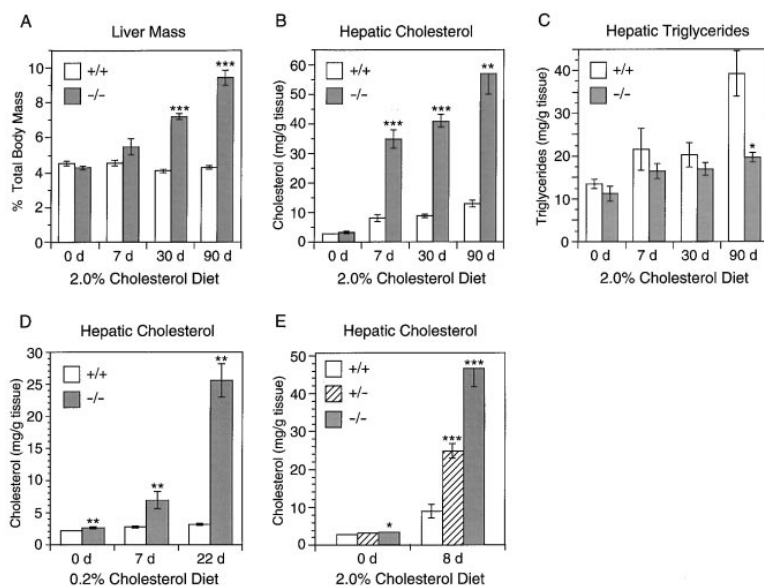 A
Liver Mass
+/+
−/−
***
***
% Total Body Mass
10
8
6
4
2
0
0 d 7 d 30 d 90 d
2.0% Cholesterol Diet
B
Hepatic Cholesterol
+/+
−/−
***
***
**
Cholesterol (mg/g tissue)
60
50
40
30
20
10
0
0 d 7 d 30 d 90 d
2.0% Cholesterol Diet
C
Hepatic Triglycerides
+/+
−/−
*
Triglycerides (mg/g tissue)
40
30
20
10
0
0 d 7 d 30 d 90 d
2.0% Cholesterol Diet
D
Hepatic Cholesterol
+/+
−/−
**
**
**
Cholesterol (mg/g tissue)
30
25
20
15
10
5
0
0 d 7 d 22 d
0.2% Cholesterol Diet
E
Hepatic Cholesterol
+/+
+/−
−/−
*
***
***
Cholesterol (mg/g tissue)
50
40
30
20
10
0
0 d 8 d
2.0% Cholesterol Diet